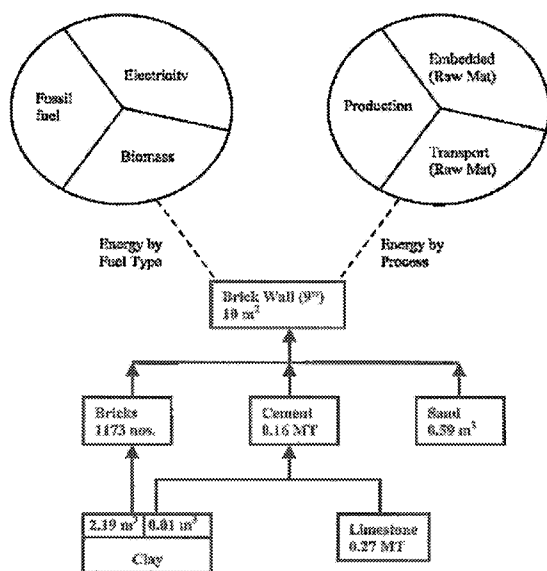 Electricity
Fossil
fuel
Biomass
Embedded
(Raw Mat)
Production
Transport
(Raw Mat)
Energy by
Fuel Type
Energy by
Process
Brick Wall (9")
10 m²
Bricks
1173 nos.
Cement
0.16 MT
Sand
0.59 m³
2.19 m³
0.01 m³
Clay
Limestone
0.27 MT